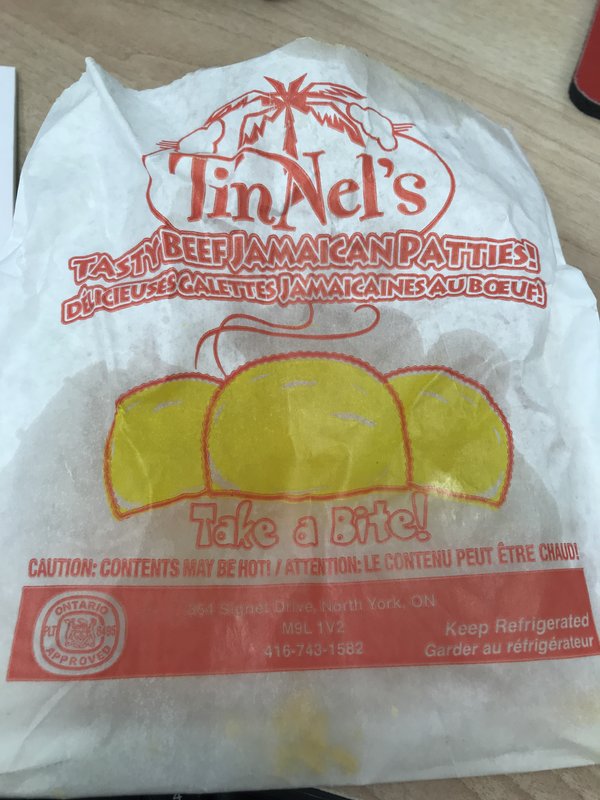 TinNel's
TASTY BEEF JAMAICAN PATTIES!
DÉLICIEUSES GALETTES JAMAICAINES AU BŒUF!
Take a Bite!
CAUTION: CONTENTS MAY BE HOT! / ATTENTION: LE CONTENU PEUT ÊTRE CHAUD!
ONTARIO
PLT
APPROVED
364 Signet Drive, North York, ON
M9L 1V2
416-743-1582
Keep Refrigerated
Garder au réfrigérateur